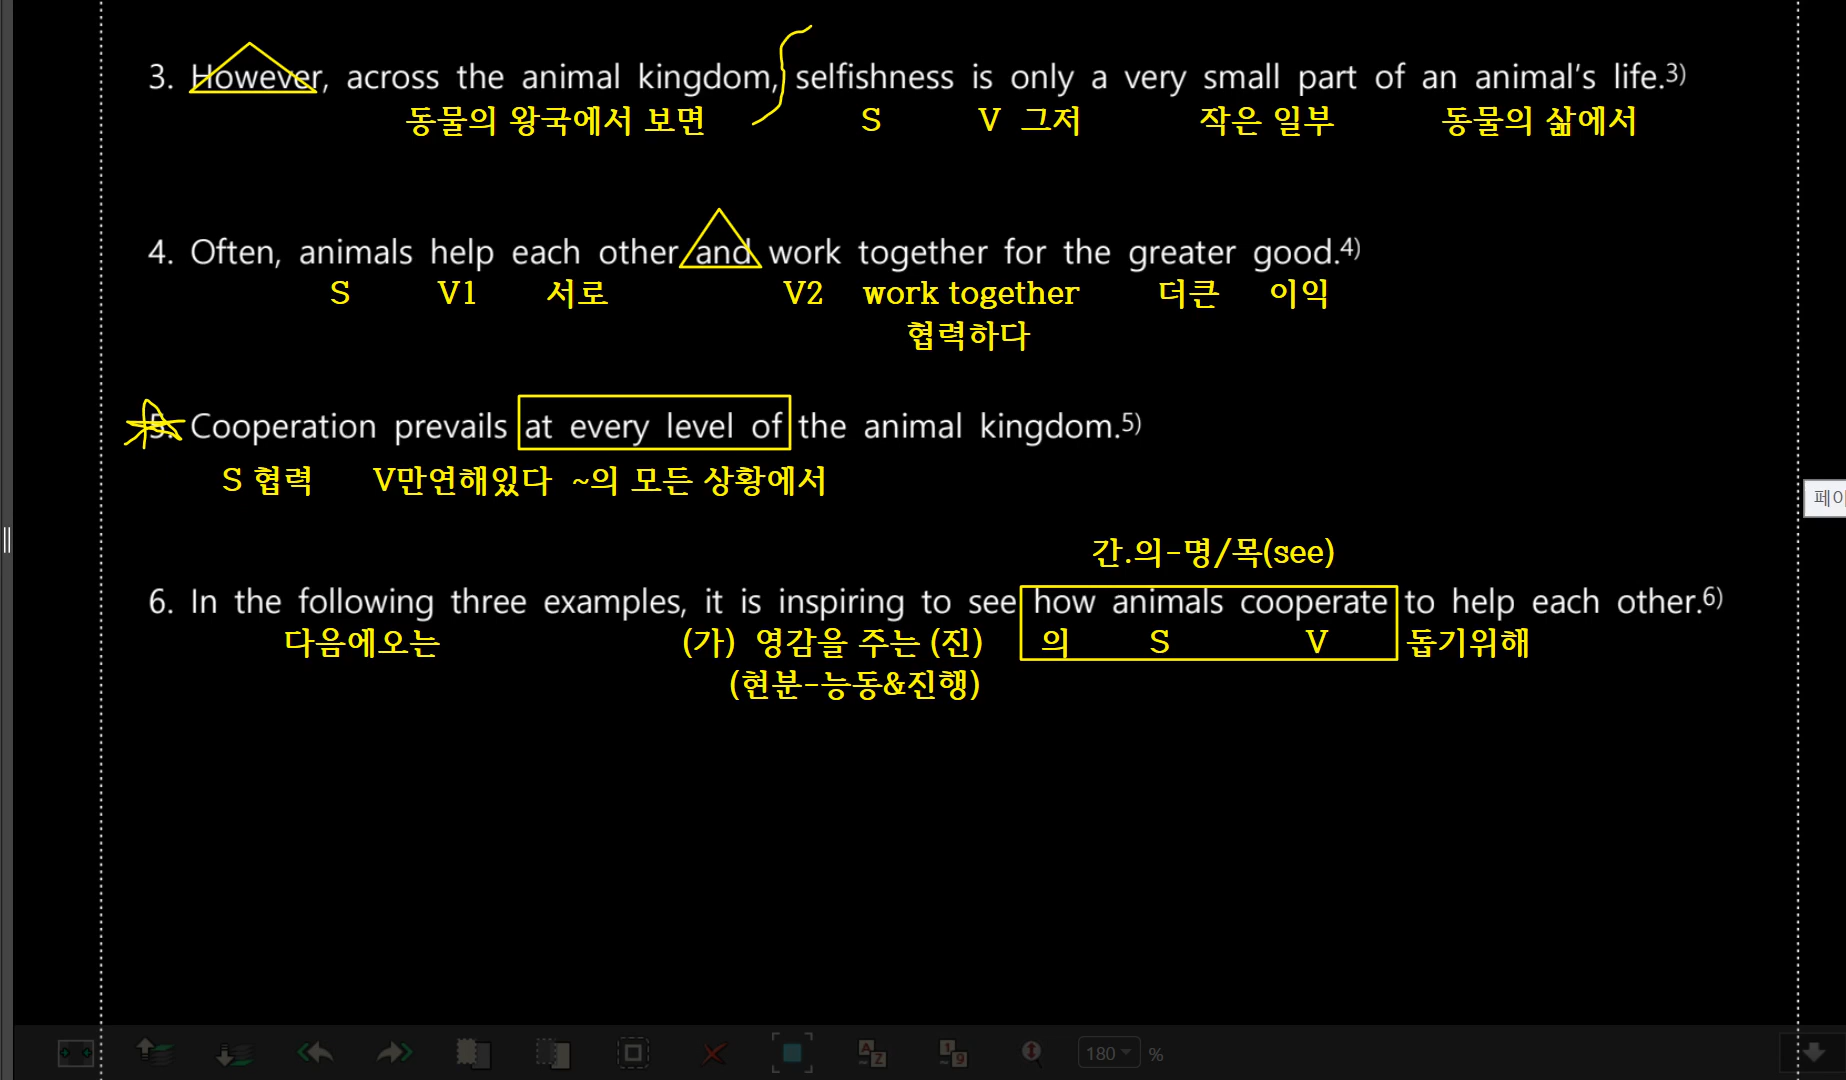 3. However, across the animal kingdom, selfishness is only a very small part of an animal's life.3)
동물의 왕국에서 보면 S V 그저 작은 일부 동물의 삶에서
4. Often, animals help each other and work together for the greater good.4)
S V1 서로 V2 work together 더큰 이익
협력하다
5. Cooperation prevails at every level of the animal kingdom.5)
S 협력 V만연해있다 ~의 모든 상황에서
간.의-명/목(see)
6. In the following three examples, it is inspiring to see how animals cooperate to help each other.6)
다음에오는 (가) 영감을 주는 (진) 의 S V 돕기위해
(현분-능동&진행)
180 %